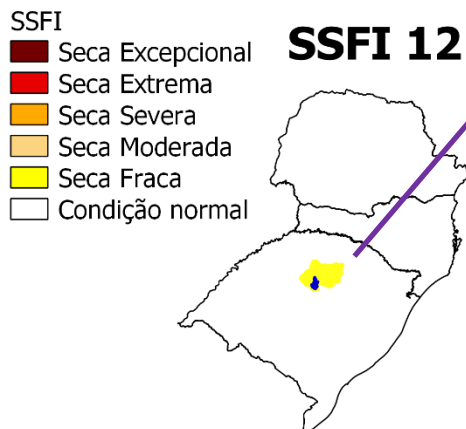 SSFI
Seca Excepcional
Seca Extrema
Seca Severa
Seca Moderada
Seca Fraca
Condição normal
SSFI 12